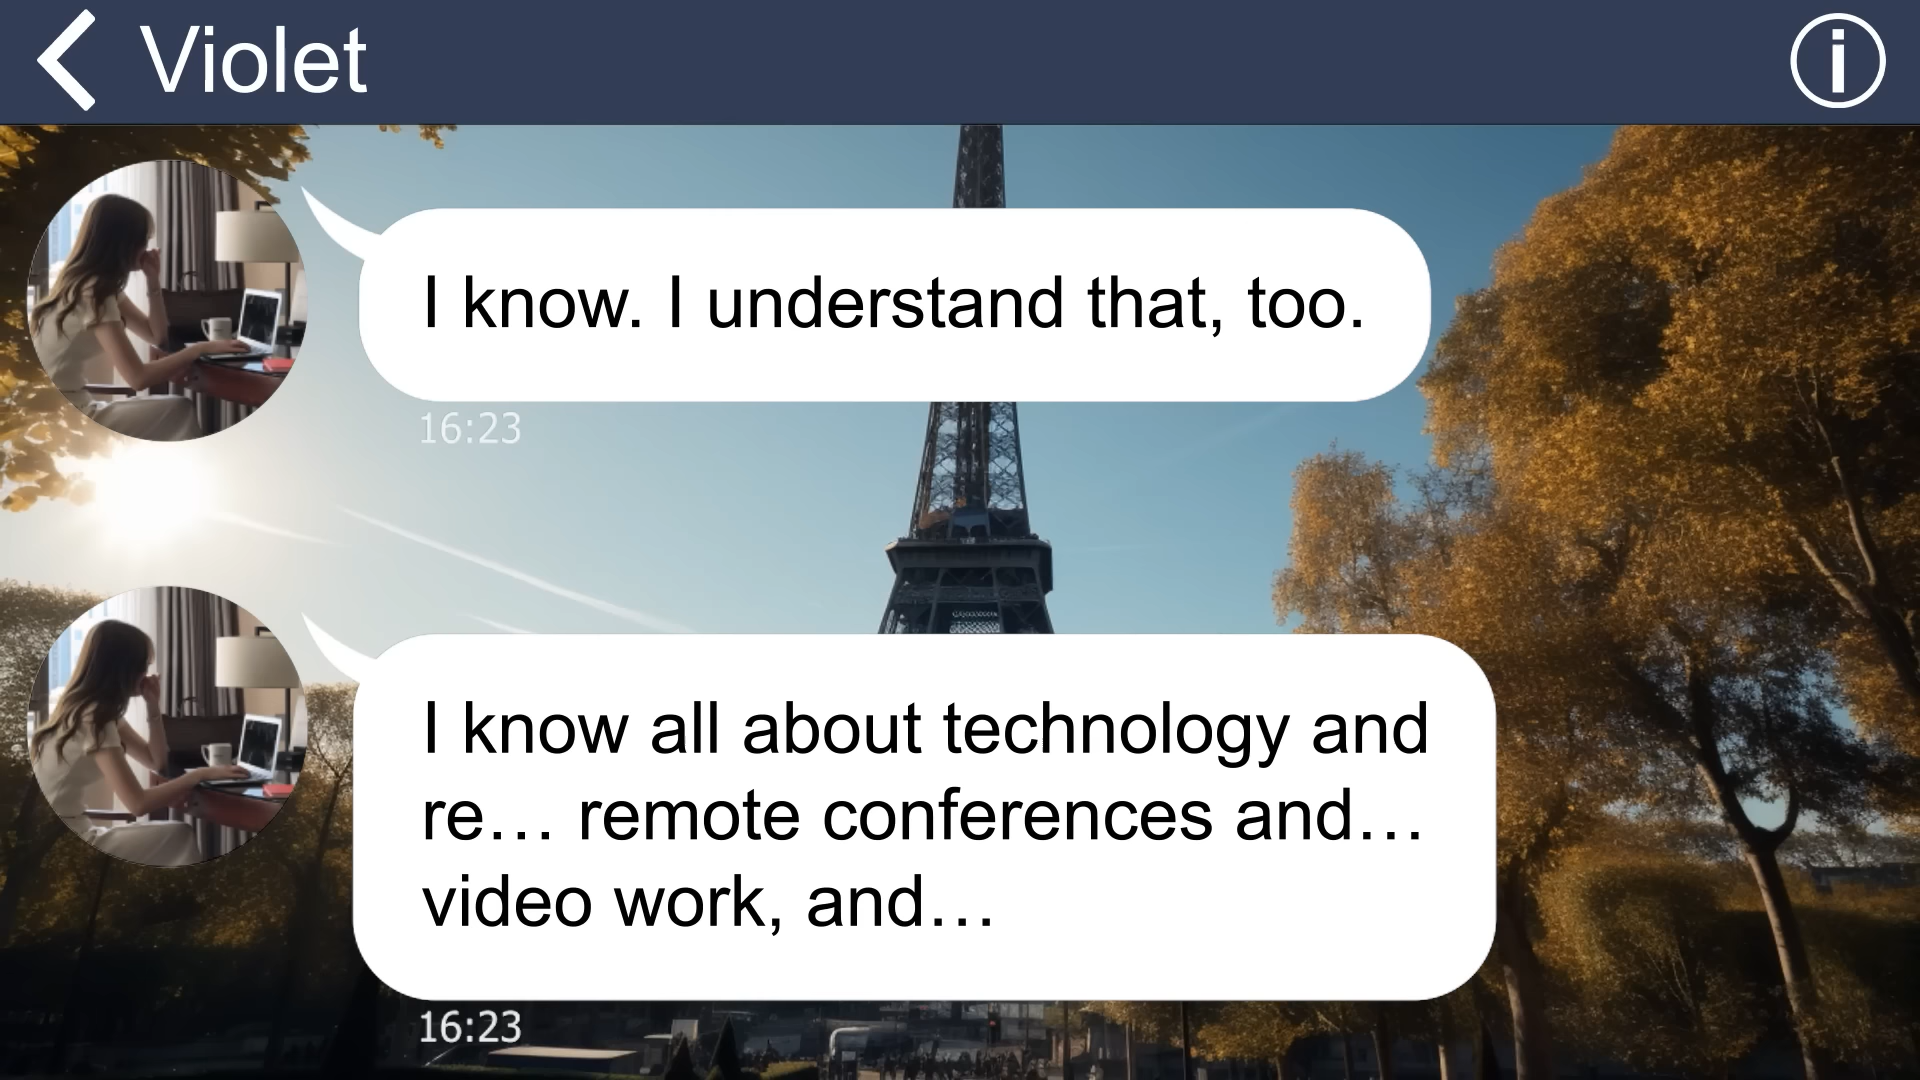 Violet
I know. I understand that, too.
16:23
I know all about technology and
re… remote conferences and…
video work, and…
16:23